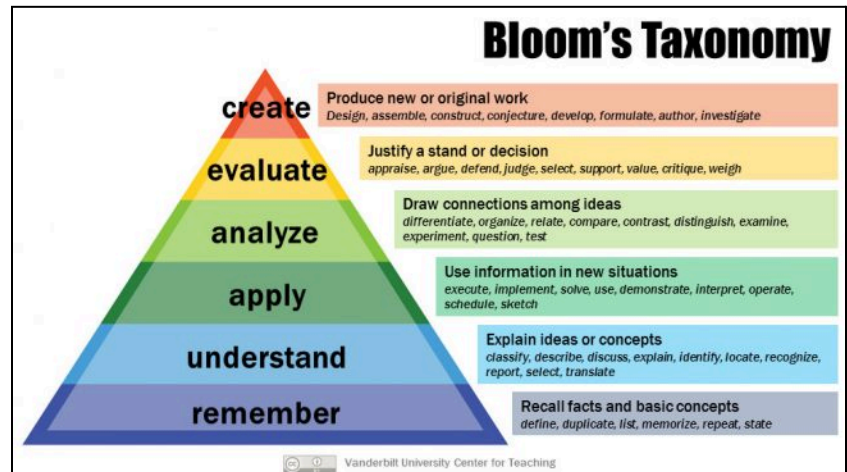 Bloom's Taxonomy
create
Produce new or original work
Design, assemble, construct, conjecture, develop, formulate, author, investigate
evaluate
Justify a stand or decision
appraise, argue, defend, judge, select, support, value, critique, weigh
analyze
Draw connections among ideas
differentiate, organize, relate, compare, contrast, distinguish, examine,
experiment, question, test
apply
Use information in new situations
execute, implement, solve, use, demonstrate, interpret, operate,
schedule, sketch
understand
Explain ideas or concepts
classify, describe, discuss, explain, identify, locate, recognize,
report, select, translate
remember
Recall facts and basic concepts
define, duplicate, list, memorize, repeat, state
cc
Vanderbilt University Center for Teaching